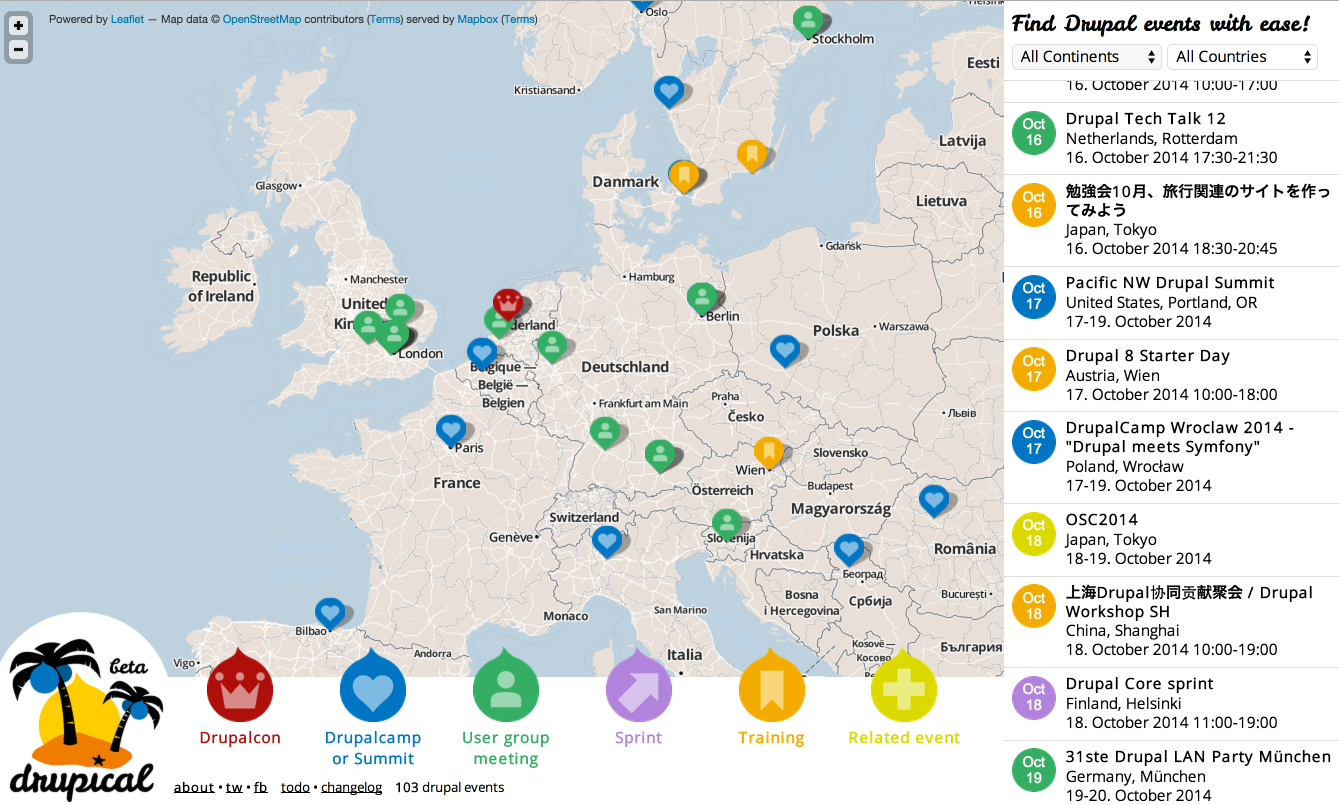 +
−
Powered by Leaflet — Map data © OpenStreetMap contributors (Terms) served by Mapbox (Terms)
Oslo
Stockholm
Eesti
Kristiansand
Latvija
Glasgow
Danmark
Lietuva
Gdańsk
Republic
of Ireland
Manchester
Hamburg
United
London
Berlin
Polska
Warszawa
Belgique —
België —
Belgien
Deutschland
Frankfurt am Main
Praha
Česko
Львів
Paris
France
Wien
Slovensko
Österreich
Budapest
Magyarország
Switzerland
Genève
Slovenija
Hrvatska
România
Београд
Bosna
i Hercegovina
Србија
București
San Marino
Monaco
Bilbao
Andorra
Vigo
Italia
Kosovë —
Косово
България
beta
drupical
Drupalcon
Drupalcamp
or Summit
User group
meeting
Sprint
Training
Related event
about • tw • fb todo • changelog 103 drupal events
Find Drupal events with ease!
All Continents All Countries
16. October 2014 10:00-17:00
Oct
16
Drupal Tech Talk 12
Netherlands, Rotterdam
16. October 2014 17:30-21:30
Oct
16
勉強会10月、旅行関連のサイトを作っ
てみよう
Japan, Tokyo
16. October 2014 18:30-20:45
Oct
17
Pacific NW Drupal Summit
United States, Portland, OR
17-19. October 2014
Oct
17
Drupal 8 Starter Day
Austria, Wien
17. October 2014 10:00-18:00
Oct
17
DrupalCamp Wroclaw 2014 -
"Drupal meets Symfony"
Poland, Wrocław
17-19. October 2014
Oct
18
OSC2014
Japan, Tokyo
18-19. October 2014
Oct
18
上海Drupal协同贡献聚会 / Drupal
Workshop SH
China, Shanghai
18. October 2014 10:00-19:00
Oct
18
Drupal Core sprint
Finland, Helsinki
18. October 2014 11:00-19:00
Oct
19
31ste Drupal LAN Party München
Germany, München
19-20. October 2014